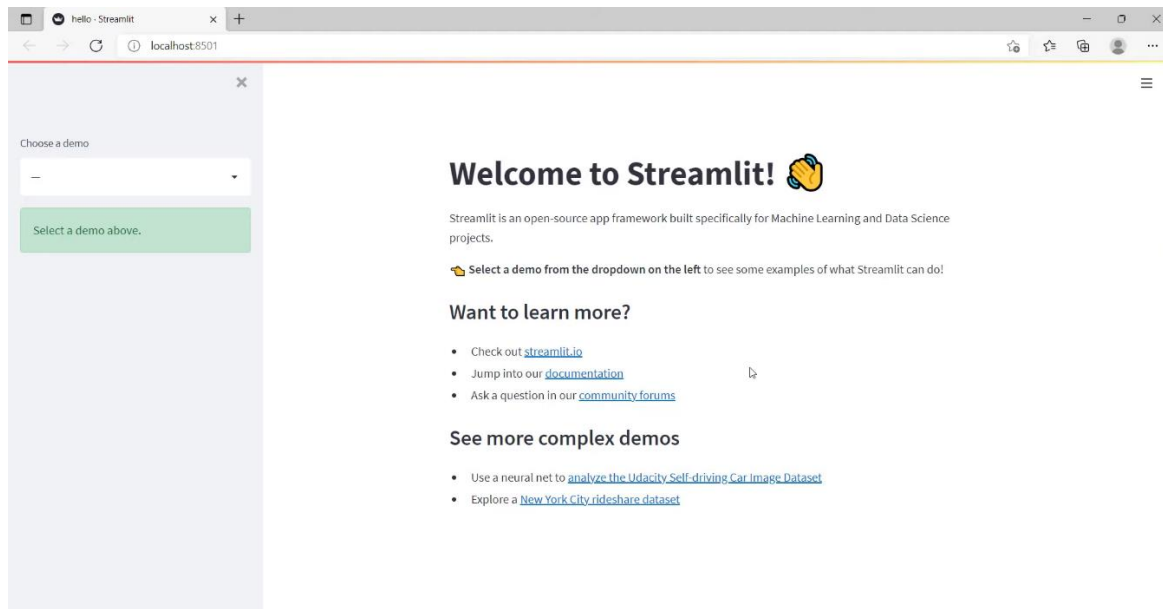 hello · Streamlit
localhost:8501
Choose a demo
—
Select a demo above.
Welcome to Streamlit! 👋
Streamlit is an open-source app framework built specifically for Machine Learning and Data Science
projects.
👈 Select a demo from the dropdown on the left to see some examples of what Streamlit can do!
Want to learn more?
• Check out streamlit.io
• Jump into our documentation
• Ask a question in our community forums
See more complex demos
• Use a neural net to analyze the Udacity Self-driving Car Image Dataset
• Explore a New York City rideshare dataset